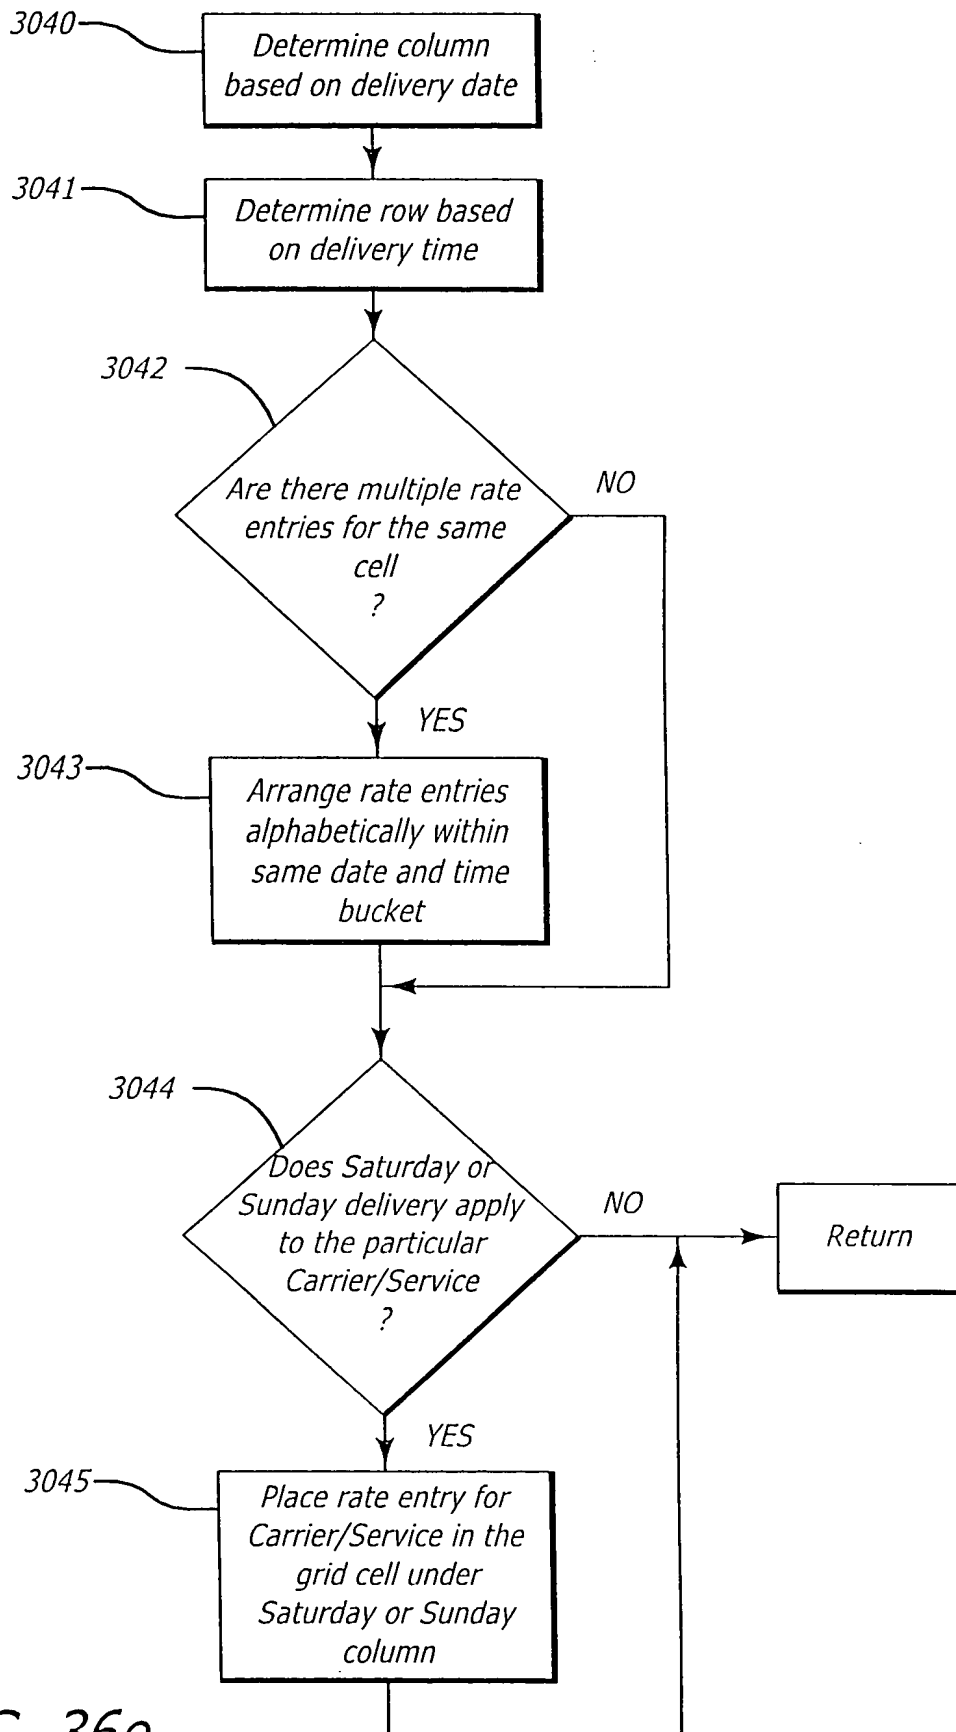 3040
Determine column
based on delivery date
3041
Determine row based
on delivery time
3042
Are there multiple rate
entries for the same
cell
?
NO
YES
3043
Arrange rate entries
alphabetically within
same date and time
bucket
3044
Does Saturday or
Sunday delivery apply
to the particular
Carrier/Service
?
NO
Return
YES
3045
Place rate entry for
Carrier/Service in the
grid cell under
Saturday or Sunday
column